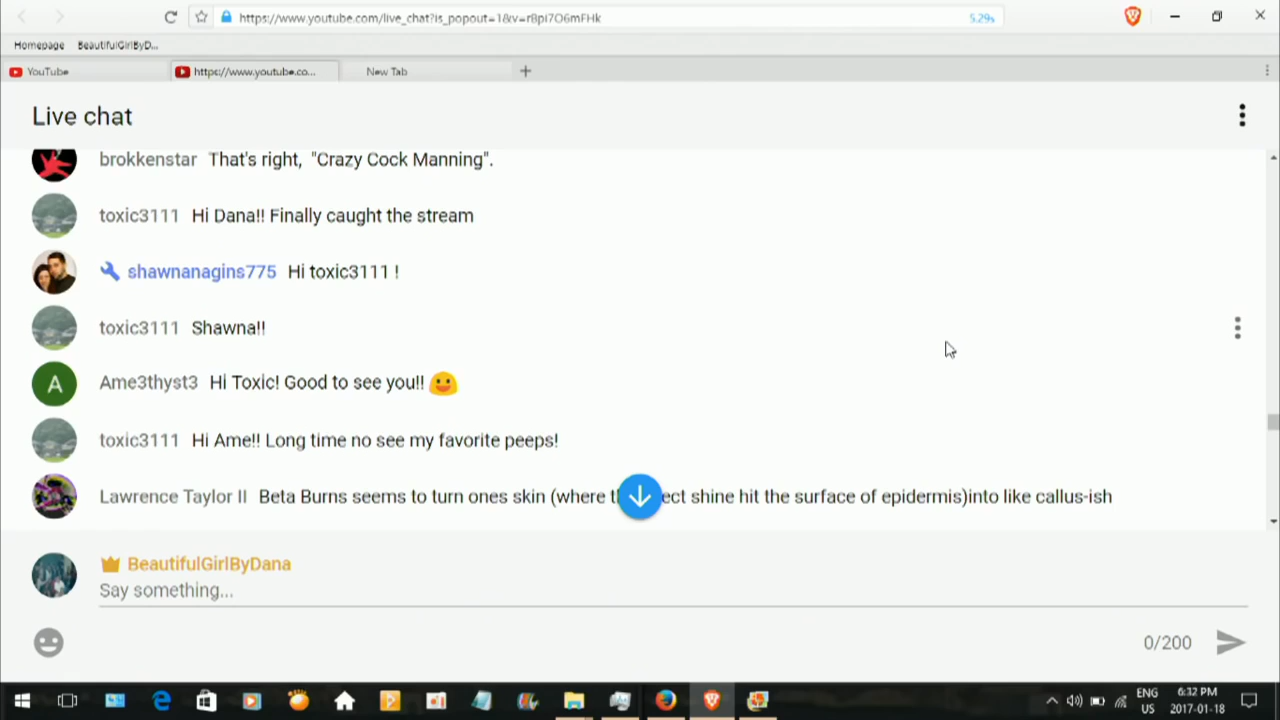 https://www.youtube.com/live_chat?is_popout=1&v=r8pi7O6mFHk 5.29s
Homepage BeautifulGirlByD...
YouTube https://www.youtube.co... New Tab
Live chat
brokkenstar That's right, "Crazy Cock Manning".
toxic3111 Hi Dana!! Finally caught the stream
shawnanagins775 Hi toxic3111 !
toxic3111 Shawna!!
A Ame3thyst3 Hi Toxic! Good to see you!!
toxic3111 Hi Ame!! Long time no see my favorite peeps!
Lawrence Taylor II Beta Burns seems to turn ones skin (where shine hit the surface of epidermis)into like callus-ish
BeautifulGirlByDana
Say something...
0/200
ENG 6:32 PM
US 2017-01-18